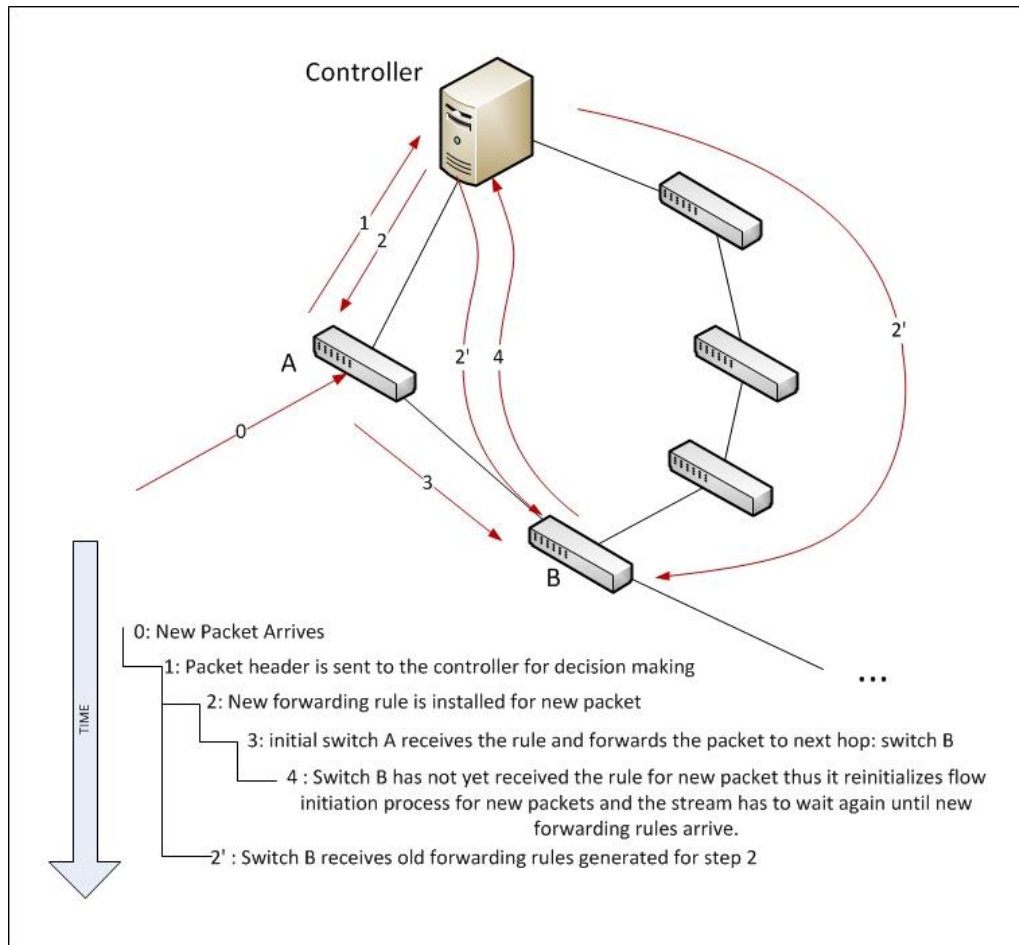 Controller
1
2
2'
4
2'
A
0
3
B
...
TIME
0: New Packet Arrives
1: Packet header is sent to the controller for decision making
2: New forwarding rule is installed for new packet
3: initial switch A receives the rule and forwards the packet to next hop: switch B
4 : Switch B has not yet received the rule for new packet thus it reinitializes flow
initiation process for new packets and the stream has to wait again until new
forwarding rules arrive.
2' : Switch B receives old forwarding rules generated for step 2